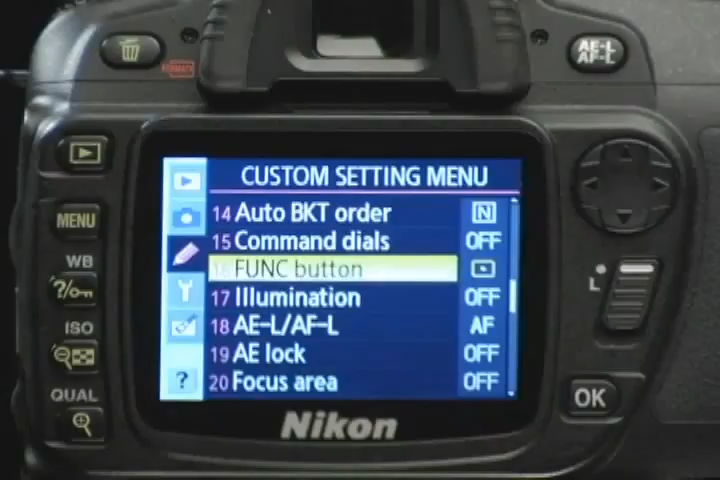 AE-L
AF-L
FORMAT
MENU
WB
?
ISO
QUAL
CUSTOM SETTING MENU
14 Auto BKT order N
15 Command dials OFF
16 FUNC button
17 Illumination OFF
18 AE-L/AF-L AF
19 AE lock OFF
20 Focus area OFF
?
L
OK
Nikon